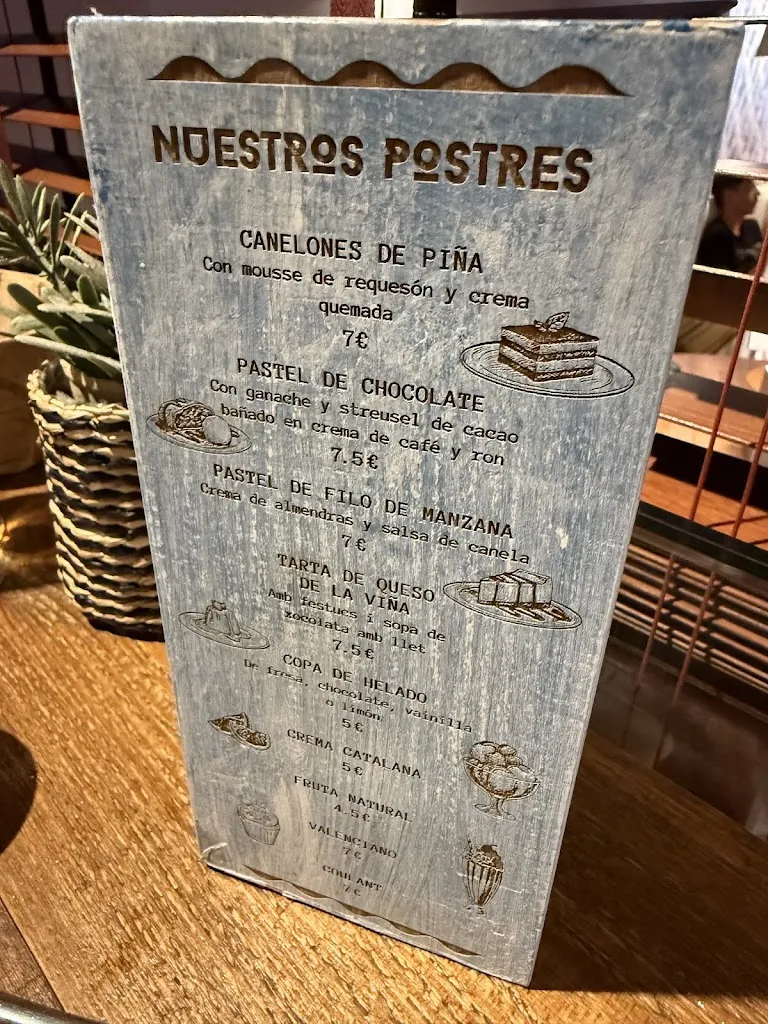 NUESTROS POSTRES
CANELONES DE PIÑA
Con mousse de requesón y crema
quemada
7€
PASTEL DE CHOCOLATE
Con ganache y streusel de cacao
bañado en crema de café y ron
7.5€
PASTEL DE FILO DE MANZANA
Crema de almendras y salsa de canela
7€
TARTA DE QUESO
DE LA VIÑA
Amb festucs i sopa de
xocolata amb llet
7.5€
COPA DE HELADO
De fresa, chocolate, vainilla
o limón
5€
CREMA CATALANA
5€
FRUTA NATURAL
4.5€
VALENCIANO
7€
COULANT
7€